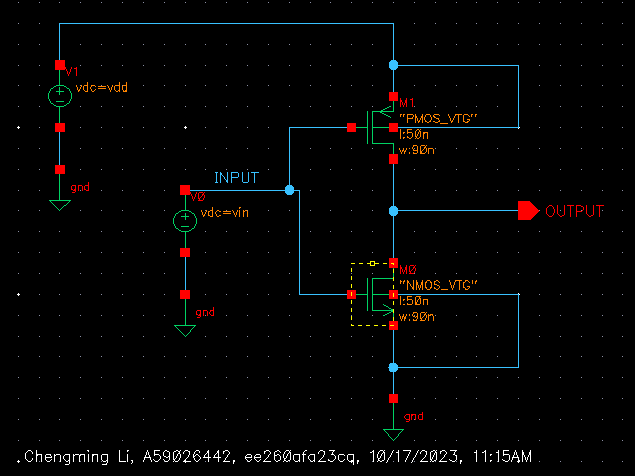 V1
vdc=vdd
gnd
INPUT
V0
vdc=vin
gnd
M1
"PMOS_VTG"
l:50n
w:90n
OUTPUT
M0
"NMOS_VTG"
l:50n
w:90n
gnd
Chengming Li, A59026442, ee260afa23cq, 10/17/2023, 11:15AM